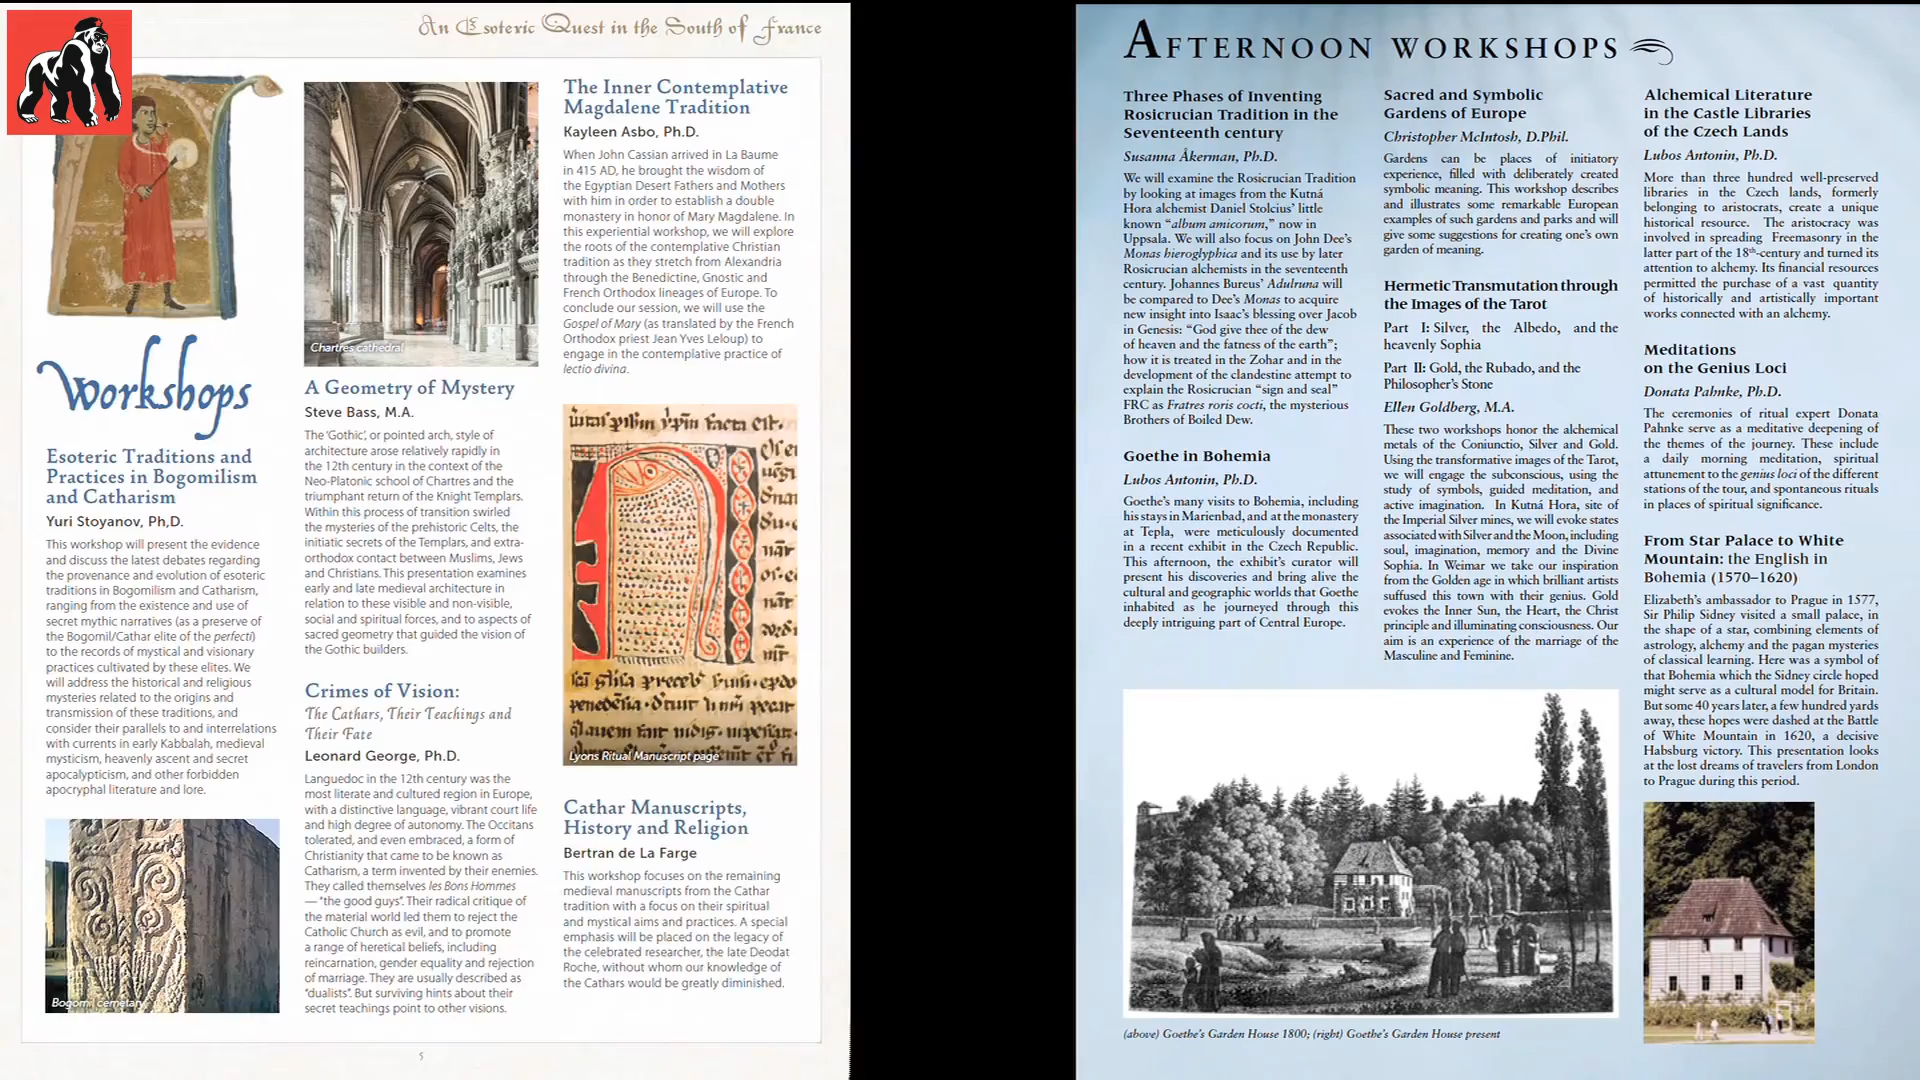 An Esoteric Quest in the South of France
Workshops
Esoteric Traditions and
Practices in Bogomilism
and Catharism
Yuri Stoyanov, Ph,D.
This workshop will present the evidence
and discuss the latest debates regarding
the provenance and evolution of esoteric
traditions in Bogomilism and Catharism,
ranging from the existence and use of
secret mythic narratives (as a preserve of
the Bogomil/Cathar elite of the perfecti)
to the records of mystical and visionary
practices cultivated by these elites. We
will address the historical and religious
mysteries related to the origins and
transmission of these traditions, and
consider their parallels to and interrelations
with currents in early Kabbalah, medieval
mysticism, heavenly ascent and secret
apocalypticism, and other forbidden
apocryphal literature and lore.
Bogomil cemetary
Chartres cathedral
A Geometry of Mystery
Steve Bass, M.A.
The 'Gothic', or pointed arch, style of
architecture arose relatively rapidly in
the 12th century in the context of the
Neo-Platonic school of Chartres and the
triumphant return of the Knight Templars.
Within this process of transition swirled
the mysteries of the prehistoric Celts, the
initiatic secrets of the Templars, and extra-
orthodox contact between Muslims, Jews
and Christians. This presentation examines
early and late medieval architecture in
relation to these visible and non-visible,
social and spiritual forces, and to aspects of
sacred geometry that guided the vision of
the Gothic builders.
Crimes of Vision:
The Cathars, Their Teachings and
Their Fate
Leonard George, Ph.D.
Languedoc in the 12th century was the
most literate and cultured region in Europe,
with a distinctive language, vibrant court life
and high degree of autonomy. The Occitans
tolerated, and even embraced, a form of
Christianity that came to be known as
Catharism, a term invented by their enemies.
They called themselves les Bons Hommes
— "the good guys". Their radical critique of
the material world led them to reject the
Catholic Church as evil, and to promote
a range of heretical beliefs, including
reincarnation, gender equality and rejection
of marriage. They are usually described as
"dualists". But surviving hints about their
secret teachings point to other visions.
The Inner Contemplative
Magdalene Tradition
Kayleen Asbo, Ph.D.
When John Cassian arrived in La Baume
in 415 AD, he brought the wisdom of
the Egyptian Desert Fathers and Mothers
with him in order to establish a double
monastery in honor of Mary Magdalene. In
this experiential workshop, we will explore
the roots of the contemplative Christian
tradition as they stretch from Alexandria
through the Benedictine, Gnostic and
French Orthodox lineages of Europe. To
conclude our session, we will use the
Gospel of Mary (as translated by the French
Orthodox priest Jean Yves Leloup) to
engage in the contemplative practice of
lectio divina.
Lyons Ritual Manuscript page
Cathar Manuscripts,
History and Religion
Bertran de La Farge
This workshop focuses on the remaining
medieval manuscripts from the Cathar
tradition with a focus on their spiritual
and mystical aims and practices. A special
emphasis will be placed on the legacy of
the celebrated researcher, the late Deodat
Roche, without whom our knowledge of
the Cathars would be greatly diminished.
5
AFTERNOON WORKSHOPS
Three Phases of Inventing
Rosicrucian Tradition in the
Seventeenth century
Susanna Åkerman, Ph.D.
We will examine the Rosicrucian Tradition
by looking at images from the Kutná
Hora alchemist Daniel Stolcius' little
known "album amicorum," now in
Uppsala. We will also focus on John Dee's
Monas hieroglyphica and its use by later
Rosicrucian alchemists in the seventeenth
century. Johannes Bureus' Adulruna will
be compared to Dee's Monas to acquire
new insight into Isaac's blessing over Jacob
in Genesis: "God give thee of the dew
of heaven and the fatness of the earth";
how it is treated in the Zohar and in the
development of the clandestine attempt to
explain the Rosicrucian "sign and seal"
FRC as Fratres roris cocti, the mysterious
Brothers of Boiled Dew.
Goethe in Bohemia
Lubos Antonin, Ph.D.
Goethe's many visits to Bohemia, including
his stays in Marienbad, and at the monastery
at Tepla, were meticulously documented
in a recent exhibit in the Czech Republic.
This afternoon, the exhibit's curator will
present his discoveries and bring alive the
cultural and geographic worlds that Goethe
inhabited as he journeyed through this
deeply intriguing part of Central Europe.
Sacred and Symbolic
Gardens of Europe
Christopher McIntosh, D.Phil.
Gardens can be places of initiatory
experience, filled with deliberately created
symbolic meaning. This workshop describes
and illustrates some remarkable European
examples of such gardens and parks and will
give some suggestions for creating one's own
garden of meaning.
Hermetic Transmutation through
the Images of the Tarot
Part I: Silver, the Albedo, and the
heavenly Sophia
Part II: Gold, the Rubado, and the
Philosopher's Stone
Ellen Goldberg, M.A.
These two workshops honor the alchemical
metals of the Coniunctio, Silver and Gold.
Using the transformative images of the Tarot,
we will engage the subconscious, using the
study of symbols, guided meditation, and
active imagination. In Kutná Hora, site of
the Imperial Silver mines, we will evoke states
associated with Silver and the Moon, including
soul, imagination, memory and the Divine
Sophia. In Weimar we take our inspiration
from the Golden age in which brilliant artists
suffused this town with their genius. Gold
evokes the Inner Sun, the Heart, the Christ
principle and illuminating consciousness. Our
aim is an experience of the marriage of the
Masculine and Feminine.
Alchemical Literature
in the Castle Libraries
of the Czech Lands
Lubos Antonin, Ph.D.
More than three hundred well-preserved
libraries in the Czech lands, formerly
belonging to aristocrats, create a unique
historical resource. The aristocracy was
involved in spreading Freemasonry in the
latter part of the 18th-century and turned its
attention to alchemy. Its financial resources
permitted the purchase of a vast quantity
of historically and artistically important
works connected with an alchemy.
Meditations
on the Genius Loci
Donata Pahnke, Ph.D.
The ceremonies of ritual expert Donata
Pahnke serve as a meditative deepening of
the themes of the journey. These include
a daily morning meditation, spiritual
attunement to the genius loci of the different
stations of the tour, and spontaneous rituals
in places of spiritual significance.
From Star Palace to White
Mountain: the English in
Bohemia (1570–1620)
Elizabeth's ambassador to Prague in 1577,
Sir Philip Sidney visited a small palace, in
the shape of a star, combining elements of
astrology, alchemy and the pagan mysteries
of classical learning. Here was a symbol of
that Bohemia which the Sidney circle hoped
might serve as a cultural model for Britain.
But some 40 years later, a few hundred yards
away, these hopes were dashed at the Battle
of White Mountain in 1620, a decisive
Habsburg victory. This presentation looks
at the lost dreams of travelers from London
to Prague during this period.
(above) Goethe's Garden House 1800; (right) Goethe's Garden House present